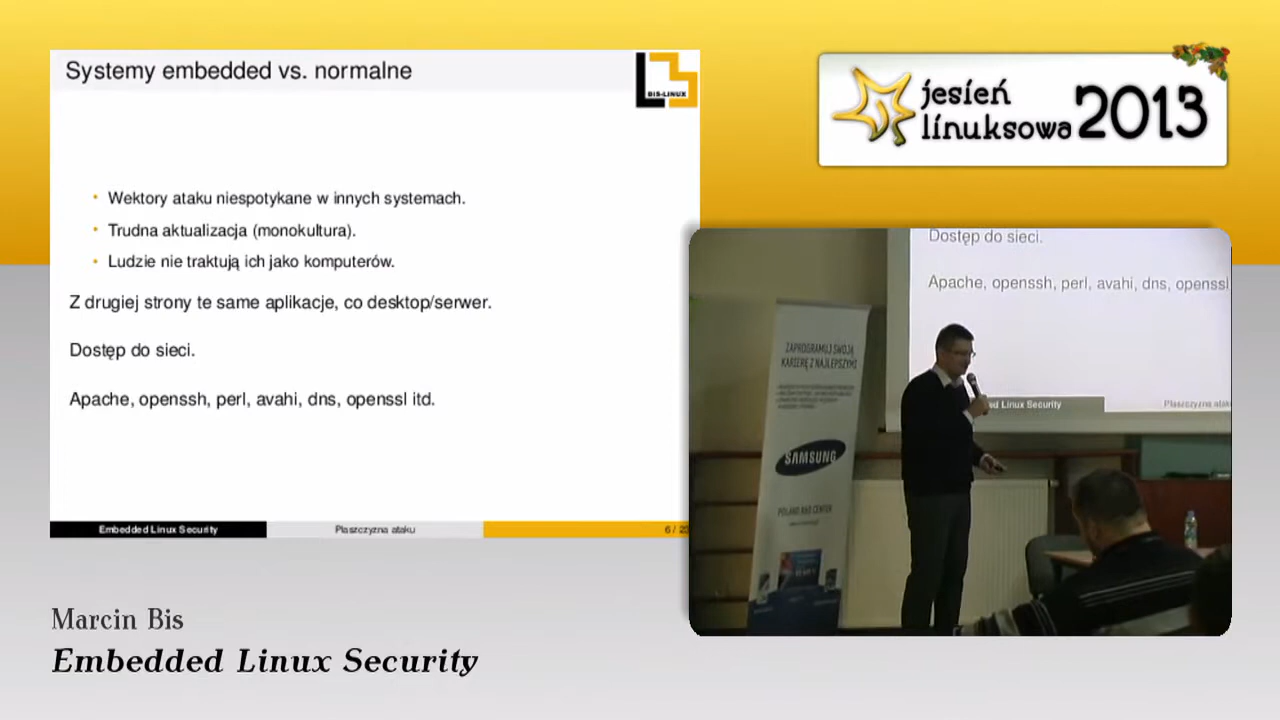 Systemy embedded vs. normalne
BIS-LINUX
• Wektory ataku niespotykane w innych systemach.
• Trudna aktualizacja (monokultura).
• Ludzie nie traktują ich jako komputerów.
Z drugiej strony te same aplikacje, co desktop/serwer.
Dostęp do sieci.
Apache, openssh, perl, avahi, dns, openssl itd.
Embedded Linux Security
Płaszczyzna ataku
6 / 23
jesień
linuksowa 2013
Dostęp do sieci.
Apache, openssh, perl, avahi, dns, openssl
ZAPROGRAMUJ SWOJĄ
KARIERĘ Z NAJLEPSZYMI
SAMSUNG
POLAND R&D CENTER
ed Linux Security
Płaszczyzna atak
Marcin Bis
Embedded Linux Security